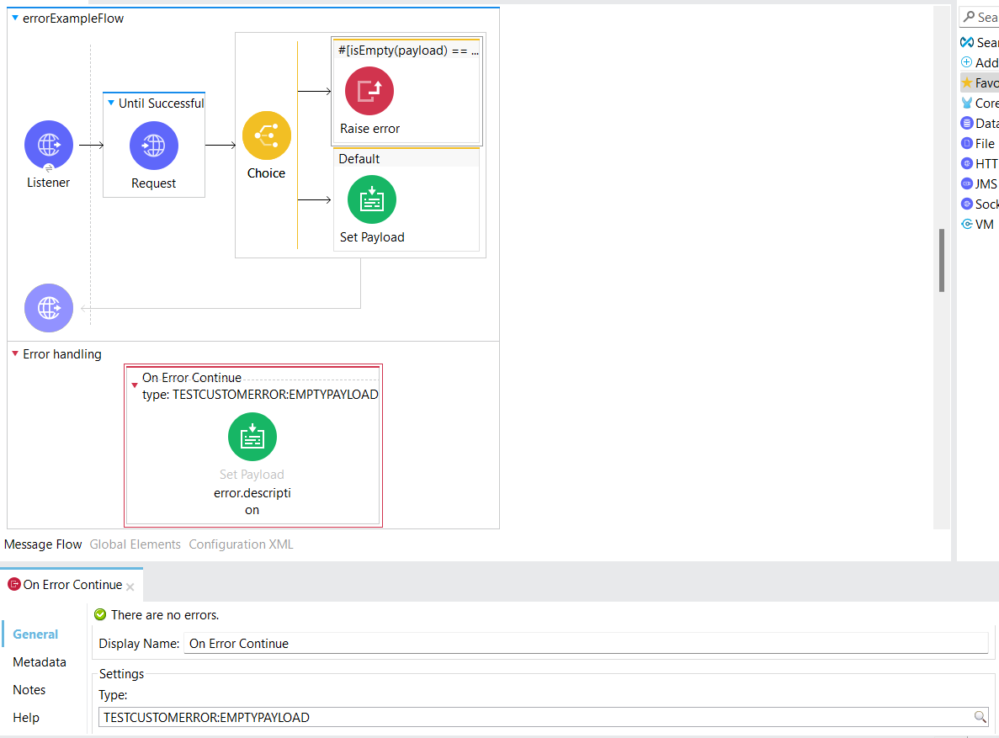 errorExampleFlow
#[isEmpty(payload) == ...
Until Successful
Raise error
Listener
Request
Choice
Default
Set Payload
Error handling
On Error Continue
type: TESTCUSTOMERROR:EMPTYPAYLOAD
Set Payload
error.descripti
on
Message Flow Global Elements Configuration XML
Sea
Sear
Add
Favo
Core
Data
File
HTT
JMS
Sock
VM
On Error Continue
There are no errors.
General
Metadata
Notes
Help
Display Name: On Error Continue
Settings
Type:
TESTCUSTOMERROR:EMPTYPAYLOAD